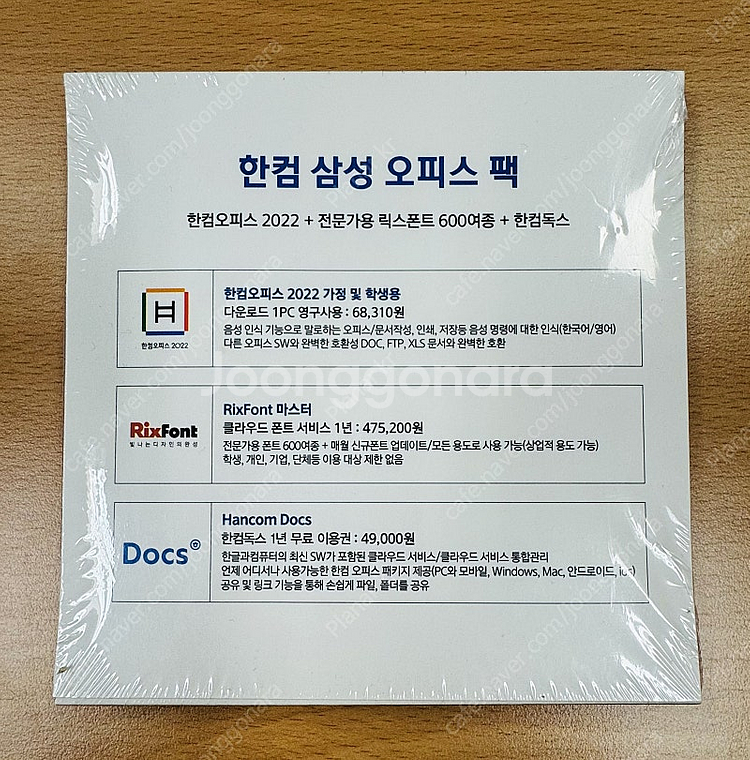 한컴 삼성 오피스 팩
한컴오피스 2022 + 전문가용 릭스폰트 600여종 + 한컴독스
한컴오피스 2022
한컴오피스 2022 가정 및 학생용
다운로드 1PC 영구사용 : 68,310원
음성 인식 기능으로 말로하는 오피스/문서작성, 인쇄, 저장등 음성 명령에 대한 인식(한국어/영어)
다른 오피스 SW와 완벽한 호환성 DOC, FTP, XLS 문서와 완벽한 호환
Joonggonara
RixFont
빛나는디자인의완성
RixFont 마스터
클라우드 폰트 서비스 1년 : 475,200원
전문가용 폰트 600여종 + 매월 신규폰트 업데이트/모든 용도로 사용 가능(상업적 용도 가능)
학생, 개인, 기업, 단체등 이용 대상 제한 없음
Docs
Hancom Docs
한컴독스 1년 무료 이용권 : 49,000원
한글과컴퓨터의 최신 SW가 포함된 클라우드 서비스/클라우드 서비스 통합관리
언제 어디서나 사용가능한 한컴 오피스 패키지 제공(PC와 모바일, Windows, Mac, 안드로이드, ios)
공유 및 링크 기능을 통해 손쉽게 파일, 폴더를 공유
cafe.naver.com/joonggonara